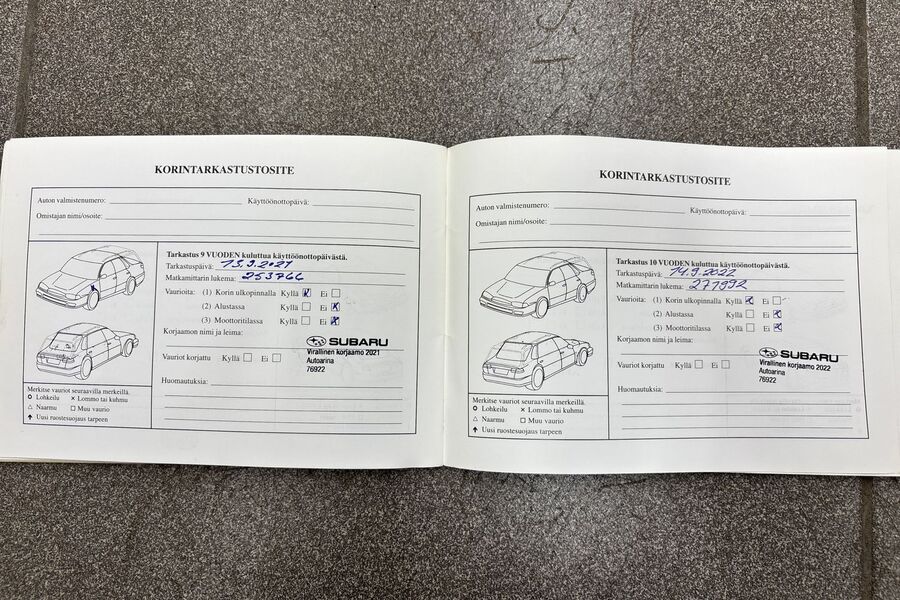 KORINTARKASTUSTOSITE
Auton valmistenumero: Käyttöönottopäivä:
Omistajan nimi/osoite:
Tarkastus 9 VUODEN kuluttua käyttöönottopäivästä.
Tarkastuspäivä: 13.9.2021
Matkamittarin lukema: 253766
Vaurioita: (1) Korin ulkopinnalla Kyllä Ei
(2) Alustassa Kyllä Ei
(3) Moottoritilassa Kyllä Ei
Korjaamon nimi ja leima:
SUBARU
Virallinen korjaamo 2021
Autoarina
76922
Vauriot korjattu Kyllä Ei
Huomautuksia:
Merkitse vauriot seuraavilla merkeillä.
O Lohkeilu × Lommo tai kuhmu
△ Naarmu □ Muu vaurio
↑ Uusi ruostesuojaus tarpeen
KORINTARKASTUSTOSITE
Auton valmistenumero: Käyttöönottopäivä:
Omistajan nimi/osoite:
Tarkastus 10 VUODEN kuluttua käyttöönottopäivästä.
Tarkastuspäivä: 14.9.2022
Matkamittarin lukema: 271992
Vaurioita: (1) Korin ulkopinnalla Kyllä Ei
(2) Alustassa Kyllä Ei
(3) Moottoritilassa Kyllä Ei
Korjaamon nimi ja leima:
SUBARU
Virallinen korjaamo 2022
Autoarina
76922
Vauriot korjattu Kyllä Ei
Huomautuksia:
Merkitse vauriot seuraavilla merkeillä.
O Lohkeilu × Lommo tai kuhmu
△ Naarmu □ Muu vaurio
↑ Uusi ruostesuojaus tarpeen